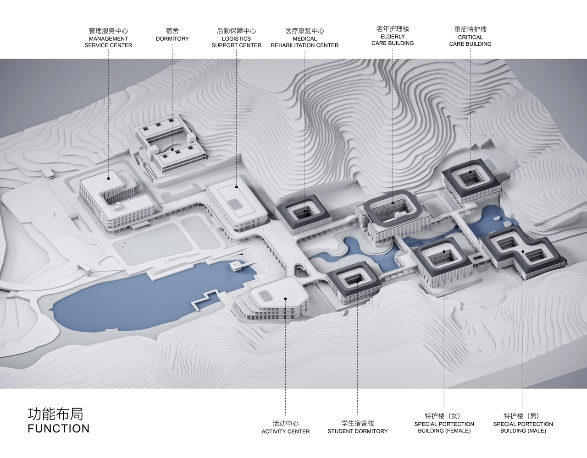 管理服务中心
MANAGEMENT
SERVICE CENTER
宿舍
DORMITORY
后勤保障中心
LOGISTICS
SUPPORT CENTER
医疗康复中心
MEDICAL
REHABILITATION CENTER
老年护理楼
ELDERLY
CARE BUILDING
重症特护楼
CRITICAL
CARE BUILDING
功能布局
FUNCTION
活动中心
ACTIVITY CENTER
学生宿舍楼
STUDENT DORMITORY
特护楼（女）
SPECIAL PORTECTION
BUILDING (FEMALE)
特护楼（男）
SPECIAL PORTECTION
BUILDING (MALE)